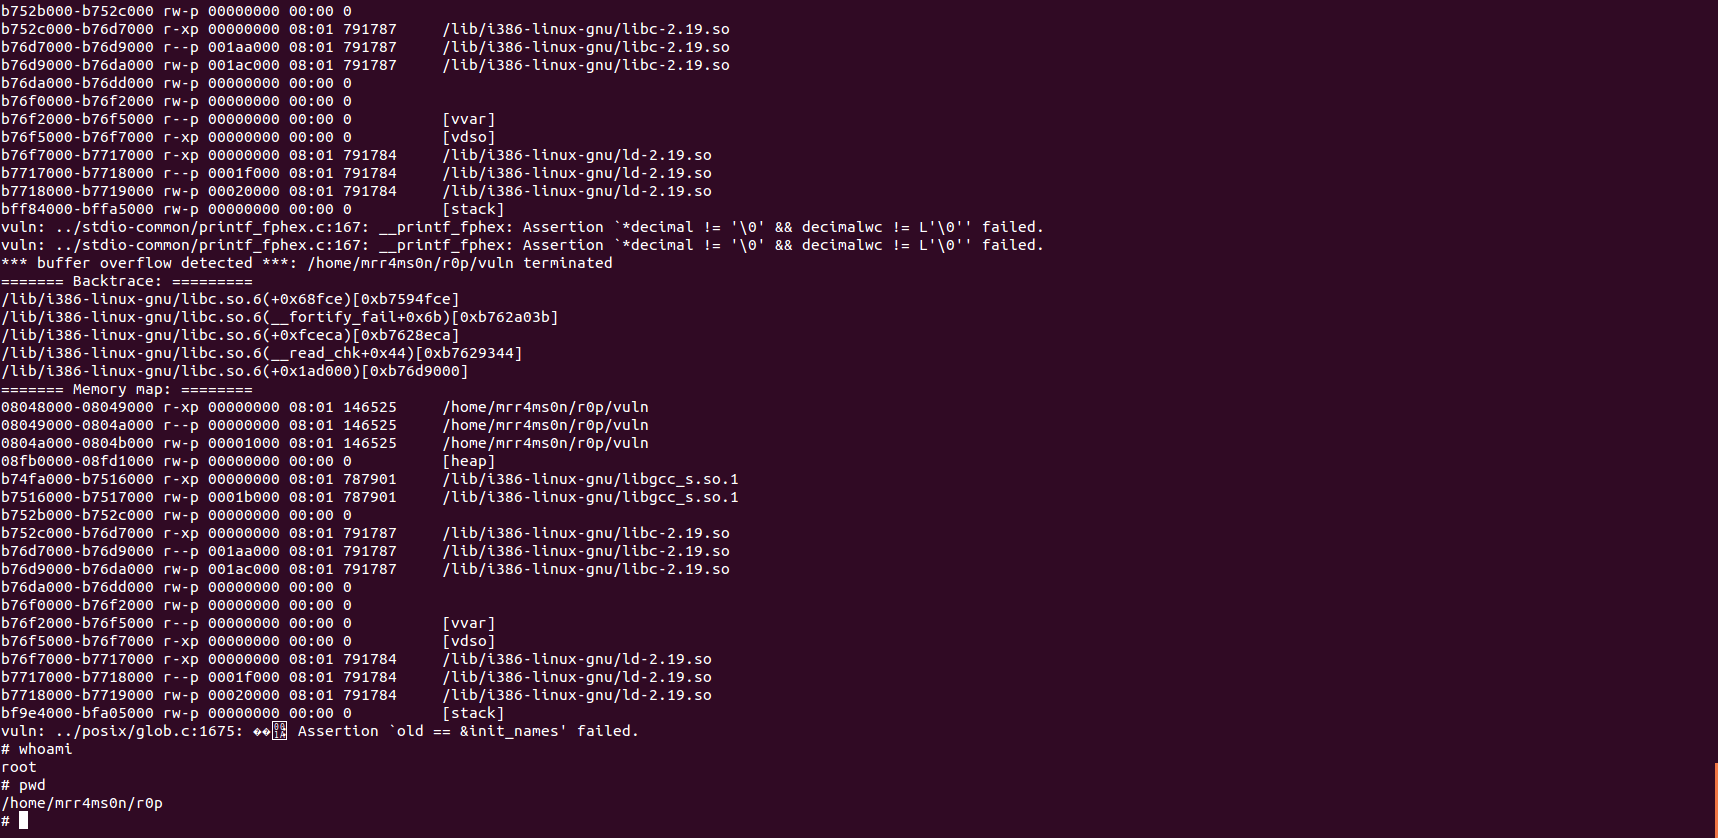 b752b000-b752c000 rw-p 00000000 00:00 0
b752c000-b76d7000 r-xp 00000000 08:01 791787     /lib/i386-linux-gnu/libc-2.19.so
b76d7000-b76d9000 r--p 001aa000 08:01 791787     /lib/i386-linux-gnu/libc-2.19.so
b76d9000-b76da000 rw-p 001ac000 08:01 791787     /lib/i386-linux-gnu/libc-2.19.so
b76da000-b76dd000 rw-p 00000000 00:00 0
b76f0000-b76f2000 rw-p 00000000 00:00 0
b76f2000-b76f5000 r--p 00000000 00:00 0          [vvar]
b76f5000-b76f7000 r-xp 00000000 00:00 0          [vdso]
b76f7000-b7717000 r-xp 00000000 08:01 791784     /lib/i386-linux-gnu/ld-2.19.so
b7717000-b7718000 r--p 0001f000 08:01 791784     /lib/i386-linux-gnu/ld-2.19.so
b7718000-b7719000 rw-p 00020000 08:01 791784     /lib/i386-linux-gnu/ld-2.19.so
bff84000-bffa5000 rw-p 00000000 00:00 0          [stack]
vuln: ../stdio-common/printf_fphex.c:167: __printf_fphex: Assertion `*decimal != '\0' && decimalwc != L'\0'' failed.
vuln: ../stdio-common/printf_fphex.c:167: __printf_fphex: Assertion `*decimal != '\0' && decimalwc != L'\0'' failed.
*** buffer overflow detected ***: /home/mrr4ms0n/r0p/vuln terminated
======= Backtrace: =========
/lib/i386-linux-gnu/libc.so.6(+0x68fce)[0xb7594fce]
/lib/i386-linux-gnu/libc.so.6(__fortify_fail+0x6b)[0xb762a03b]
/lib/i386-linux-gnu/libc.so.6(+0xfceca)[0xb7628eca]
/lib/i386-linux-gnu/libc.so.6(__read_chk+0x44)[0xb7629344]
/lib/i386-linux-gnu/libc.so.6(+0x1ad000)[0xb76d9000]
======= Memory map: ========
08048000-08049000 r-xp 00000000 08:01 146525     /home/mrr4ms0n/r0p/vuln
08049000-0804a000 r--p 00000000 08:01 146525     /home/mrr4ms0n/r0p/vuln
0804a000-0804b000 rw-p 00001000 08:01 146525     /home/mrr4ms0n/r0p/vuln
08fb0000-08fd1000 rw-p 00000000 00:00 0          [heap]
b74fa000-b7516000 r-xp 00000000 08:01 787901     /lib/i386-linux-gnu/libgcc_s.so.1
b7516000-b7517000 rw-p 0001b000 08:01 787901     /lib/i386-linux-gnu/libgcc_s.so.1
b752b000-b752c000 rw-p 00000000 00:00 0
b752c000-b76d7000 r-xp 00000000 08:01 791787     /lib/i386-linux-gnu/libc-2.19.so
b76d7000-b76d9000 r--p 001aa000 08:01 791787     /lib/i386-linux-gnu/libc-2.19.so
b76d9000-b76da000 rw-p 001ac000 08:01 791787     /lib/i386-linux-gnu/libc-2.19.so
b76da000-b76dd000 rw-p 00000000 00:00 0
b76f0000-b76f2000 rw-p 00000000 00:00 0
b76f2000-b76f5000 r--p 00000000 00:00 0          [vvar]
b76f5000-b76f7000 r-xp 00000000 00:00 0          [vdso]
b76f7000-b7717000 r-xp 00000000 08:01 791784     /lib/i386-linux-gnu/ld-2.19.so
b7717000-b7718000 r--p 0001f000 08:01 791784     /lib/i386-linux-gnu/ld-2.19.so
b7718000-b7719000 rw-p 00020000 08:01 791784     /lib/i386-linux-gnu/ld-2.19.so
bf9e4000-bfa05000 rw-p 00000000 00:00 0          [stack]
vuln: ../posix/glob.c:1675: �� Assertion `old == &init_names' failed.
# whoami
root
# pwd
/home/mrr4ms0n/r0p
#